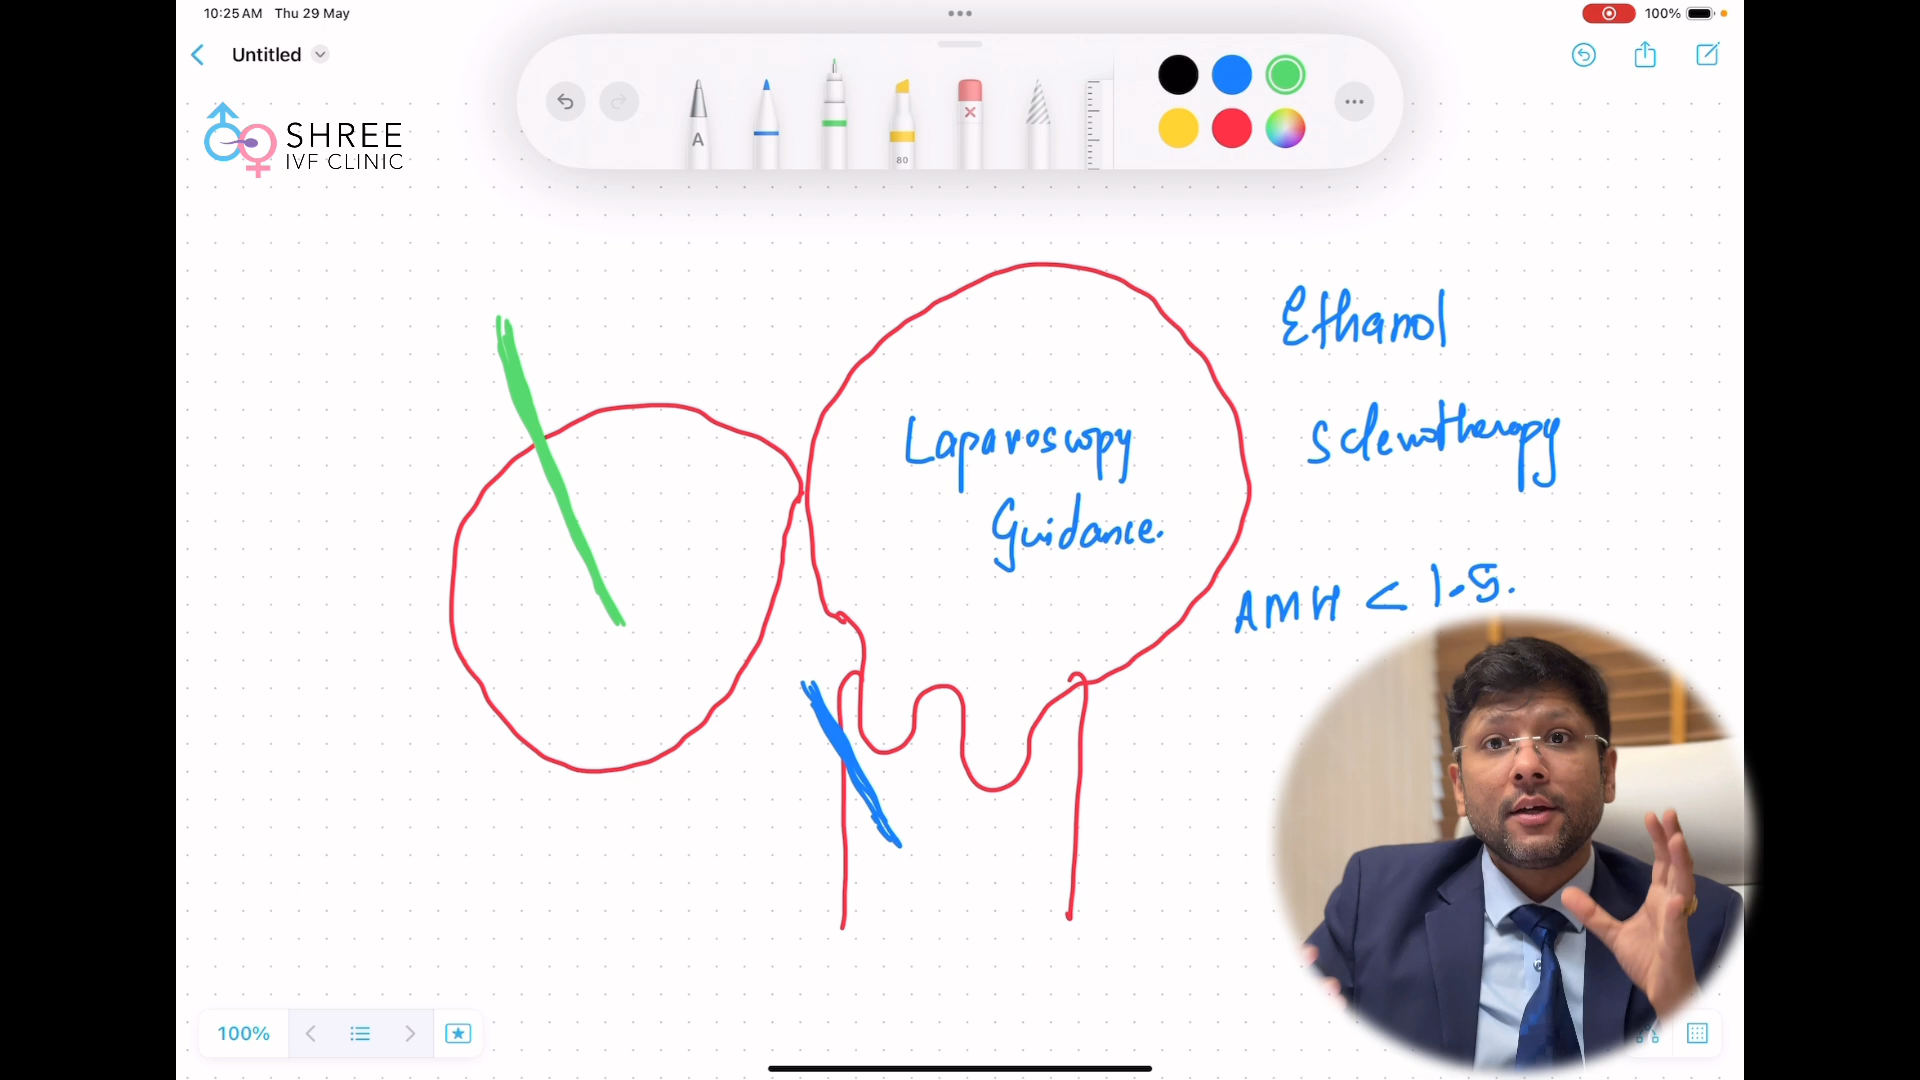 10:25 AM Thu 29 May
100%
Untitled
SHREE
IVF CLINIC
A
80
Ethanol
Sclerotherapy
Laparoscopy
Guidance.
AMH < 1.5.
100%